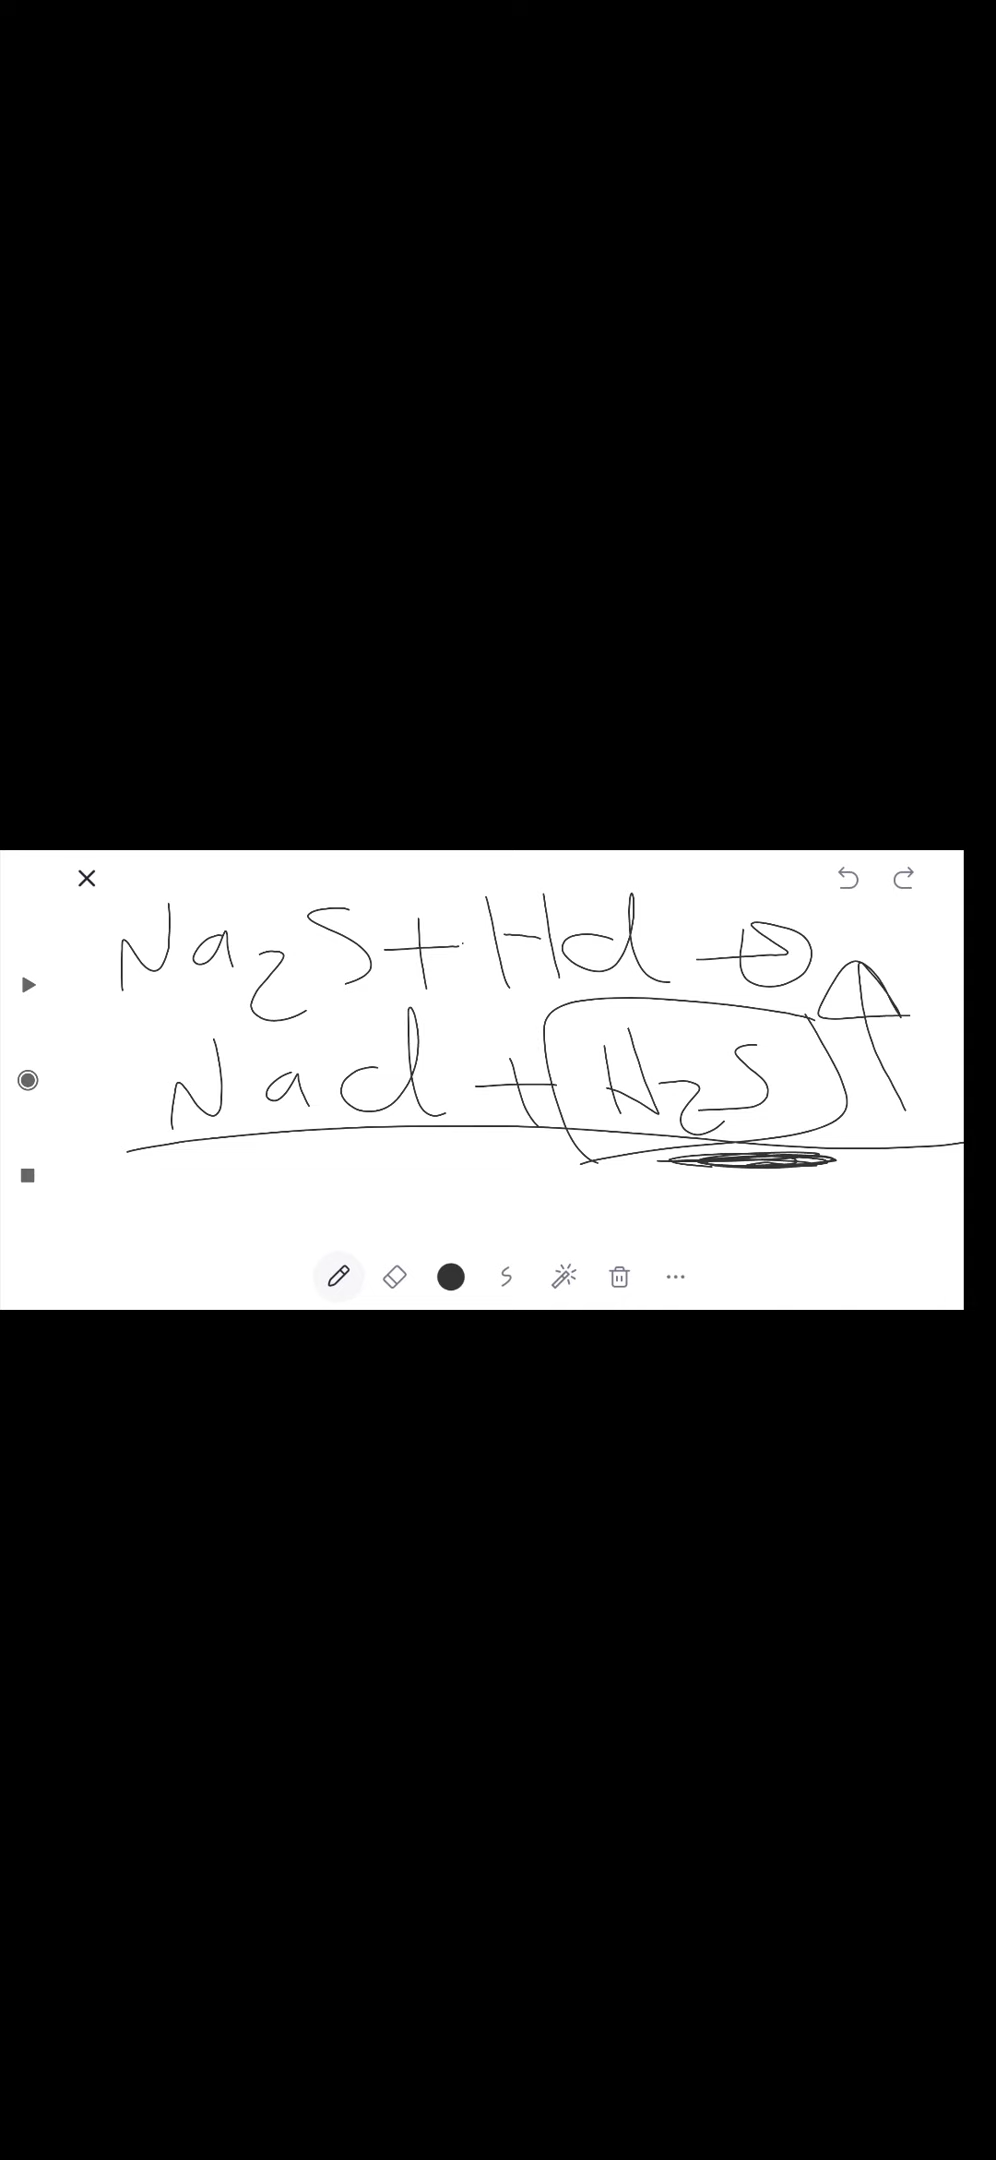 Na2S + HCl →
NaCl + H2S ↑